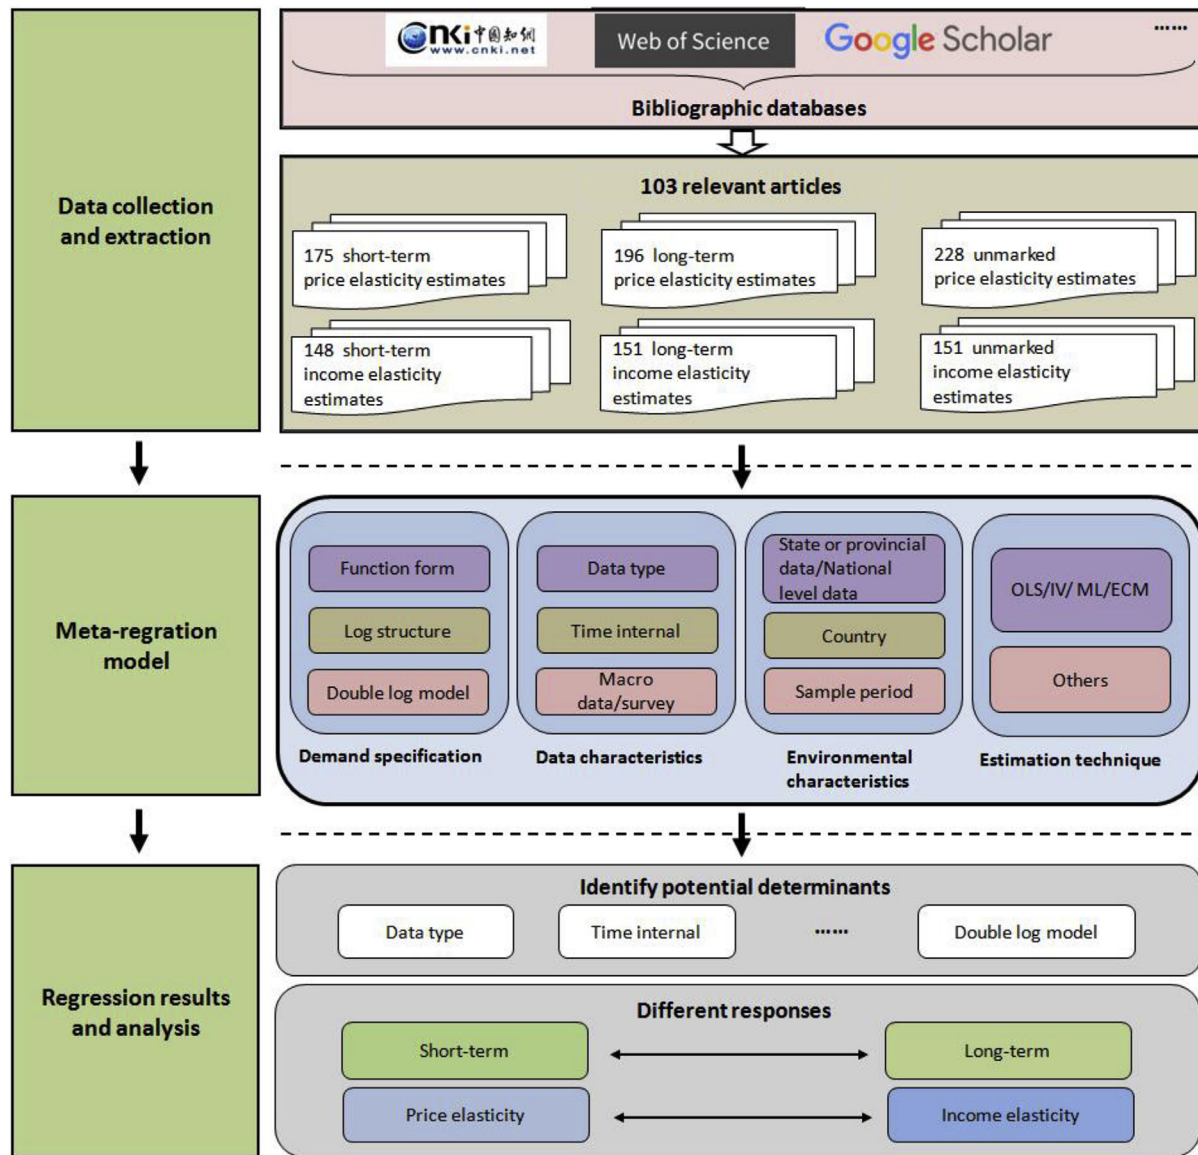 Cnki中国知网
www.cnki.net
Web of Science
Google Scholar
......
Bibliographic databases
Data collection
and extraction
103 relevant articles
175 short-term
price elasticity estimates
196 long-term
price elasticity estimates
228 unmarked
price elasticity estimates
148 short-term
income elasticity
estimates
151 long-term
income elasticity
estimates
151 unmarked
income elasticity
estimates
Meta-regration
model
Function form
Log structure
Double log model
Demand specification
Data type
Time internal
Macro
data/survey
Data characteristics
State or provincial
data/National
level data
Country
Sample period
Environmental
characteristics
OLS/IV/ ML/ECM
Others
Estimation technique
Regression results
and analysis
Identify potential determinants
Data type
Time internal
......
Double log model
Different responses
Short-term
Long-term
Price elasticity
Income elasticity